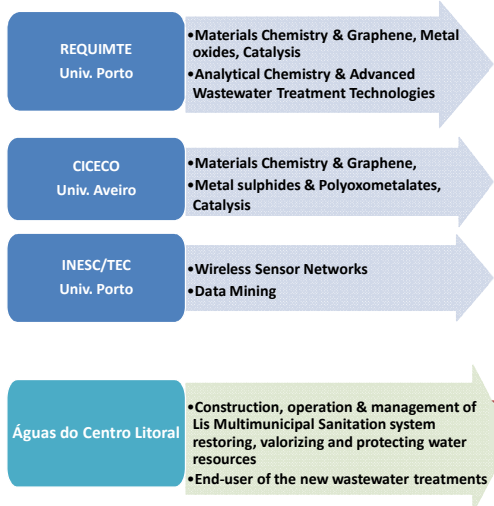 REQUIMTE
Univ. Porto
•Materials Chemistry & Graphene, Metal
oxides, Catalysis
•Analytical Chemistry & Advanced
Wastewater Treatment Technologies
CICECO
Univ. Aveiro
•Materials Chemistry & Graphene,
•Metal sulphides & Polyoxometalates,
Catalysis
INESC/TEC
Univ. Porto
•Wireless Sensor Networks
•Data Mining
Águas do Centro Litoral
•Construction, operation & management of
Lis Multimunicipal Sanitation system
restoring, valorizing and protecting water
resources
•End-user of the new wastewater treatments